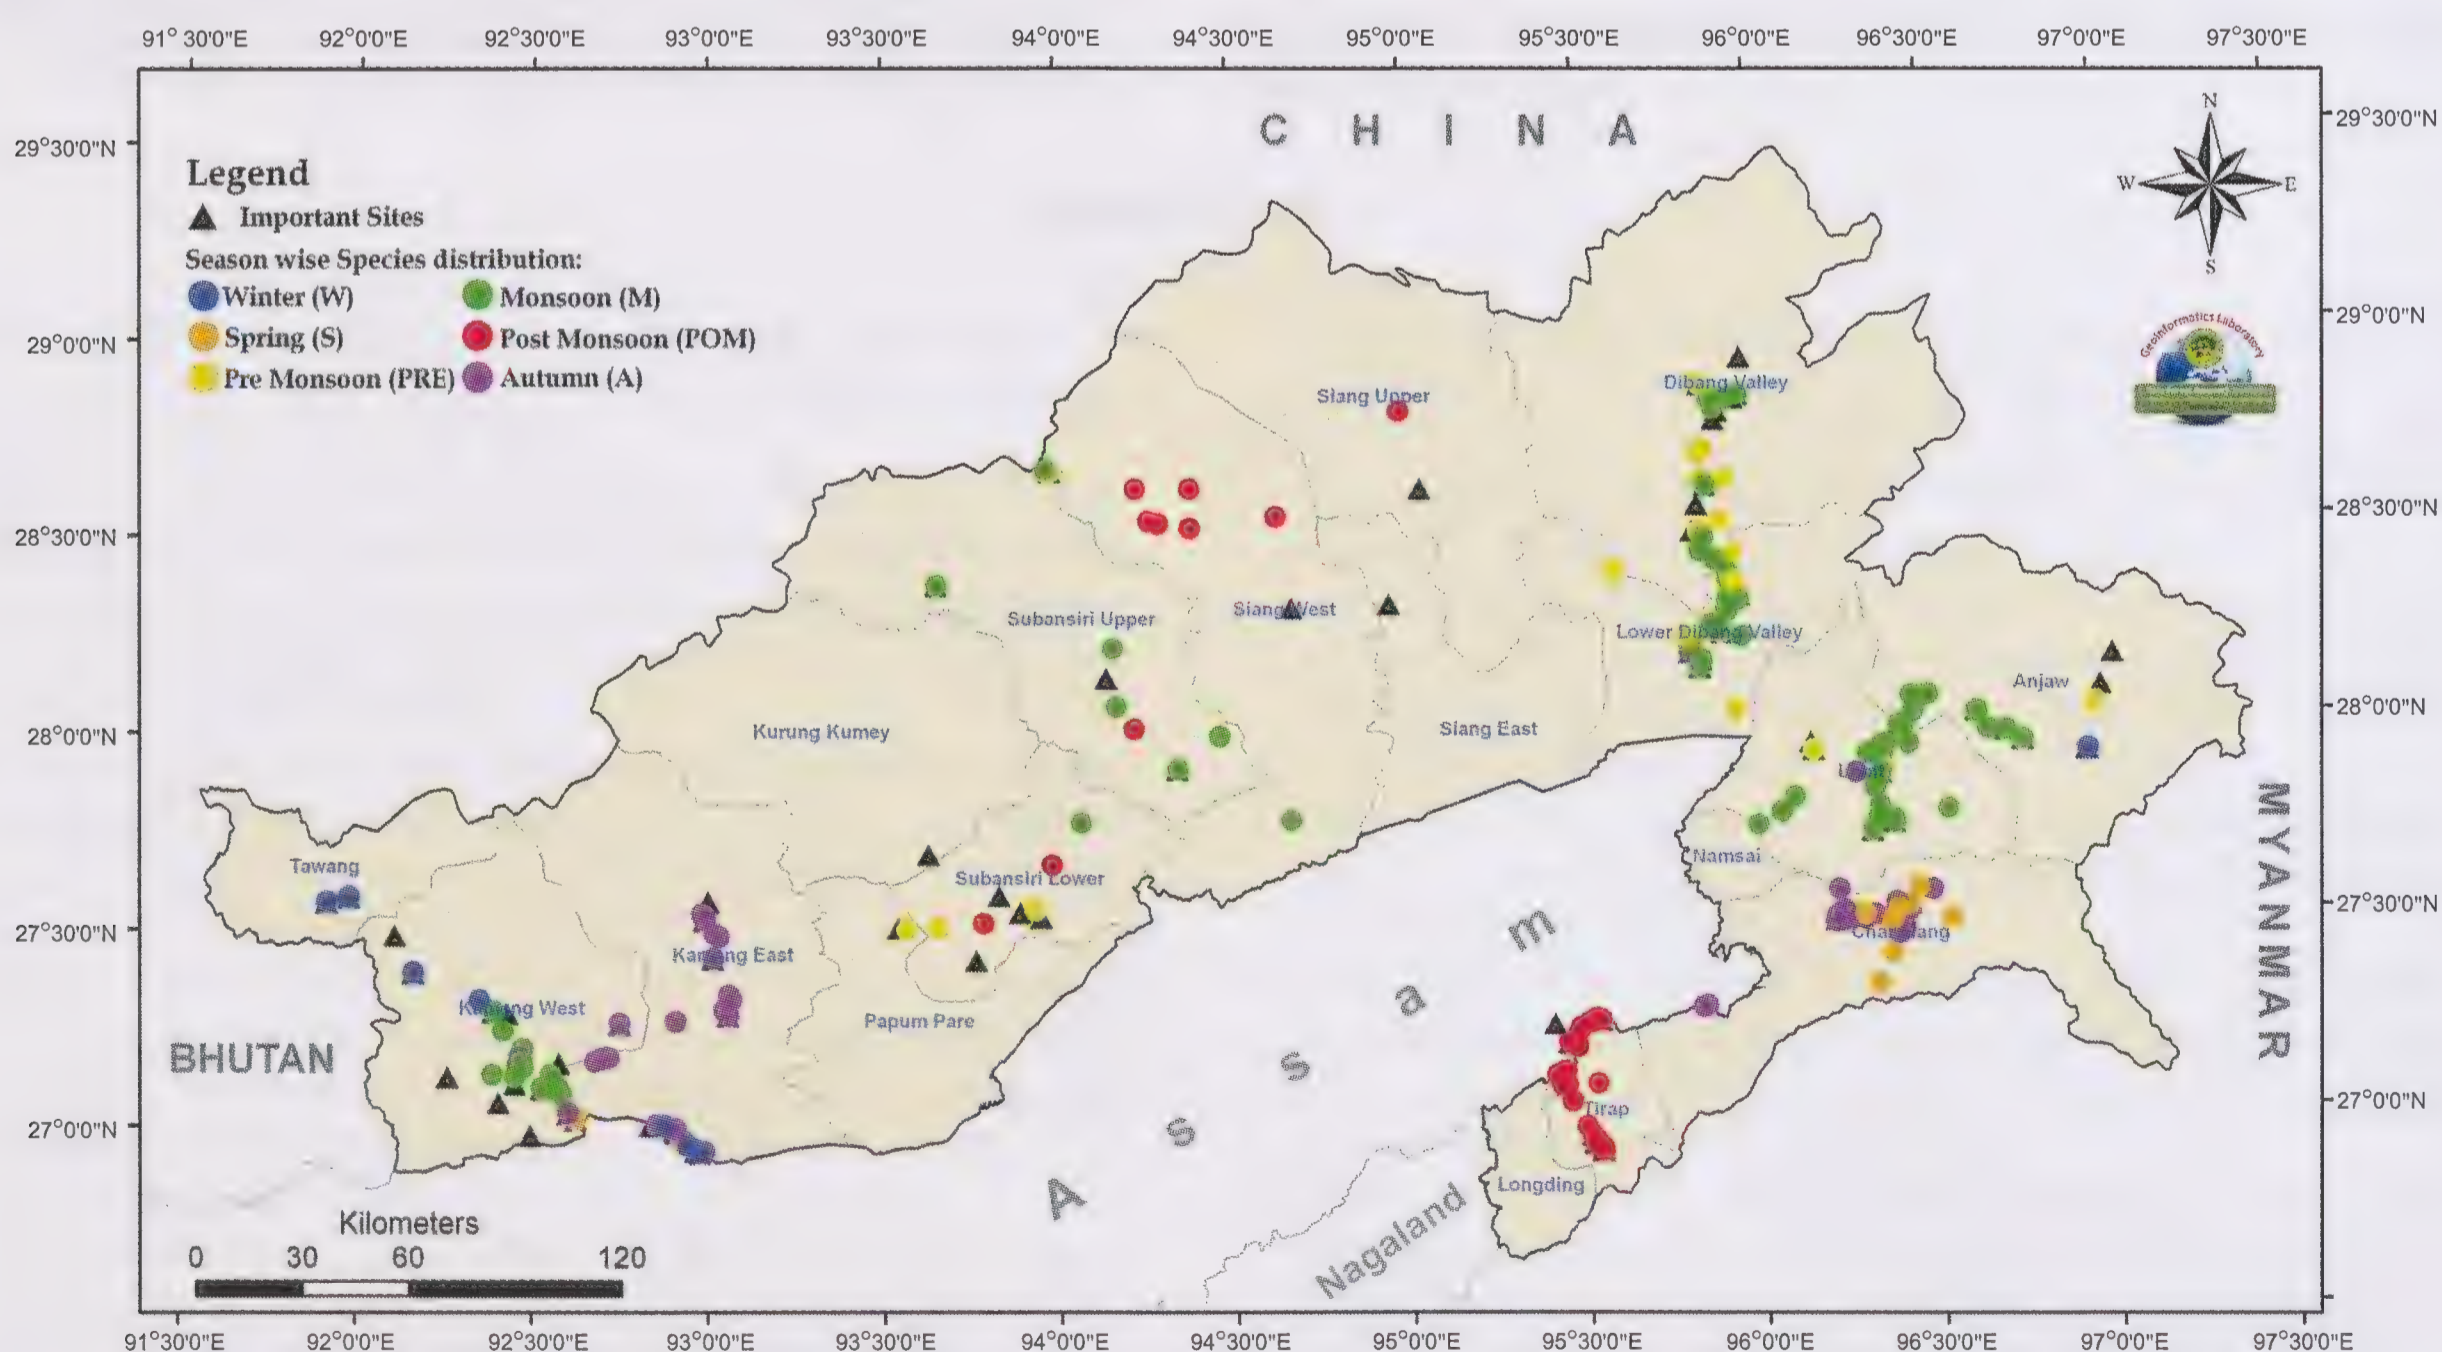 91°30'0"E 92°0'0"E 92°30'0"E 93°0'0"E 93°30'0"E 94°0'0"E 94°30'0"E 95°0'0"E 95°30'0"E 96°0'0"E 96°30'0"E 97°0'0"E 97°30'0"E
CHINA
N
W E
S
29°30'0"N 29°30'0"N
Legend
Important Sites
Season wise Species distribution:
Winter (W) Monsoon (M)
Spring (S) Post Monsoon (POM)
Pre Monsoon (PRE) Autumn (A)
Geoinformatics Laboratory
29°0'0"N 29°0'0"N
Dibang Valley
Siang Upper
28°30'0"N 28°30'0"N
Siang West
Subansiri Upper
Lower Dibang Valley
Anjaw
28°0'0"N 28°0'0"N
Kurung Kumey
Siang East
Lohit
MYANMAR
Namsai
Tawang
Subansiri Lower
27°30'0"N 27°30'0"N
Changlang
Kameng East
Kameng West
Papum Pare
BHUTAN
Assam
27°0'0"N 27°0'0"N
Tirap
Longding
Nagaland
Kilometers
0 30 60 120
91°30'0"E 92°0'0"E 92°30'0"E 93°0'0"E 93°30'0"E 94°0'0"E 94°30'0"E 95°0'0"E 95°30'0"E 96°0'0"E 96°30'0"E 97°0'0"E 97°30'0"E